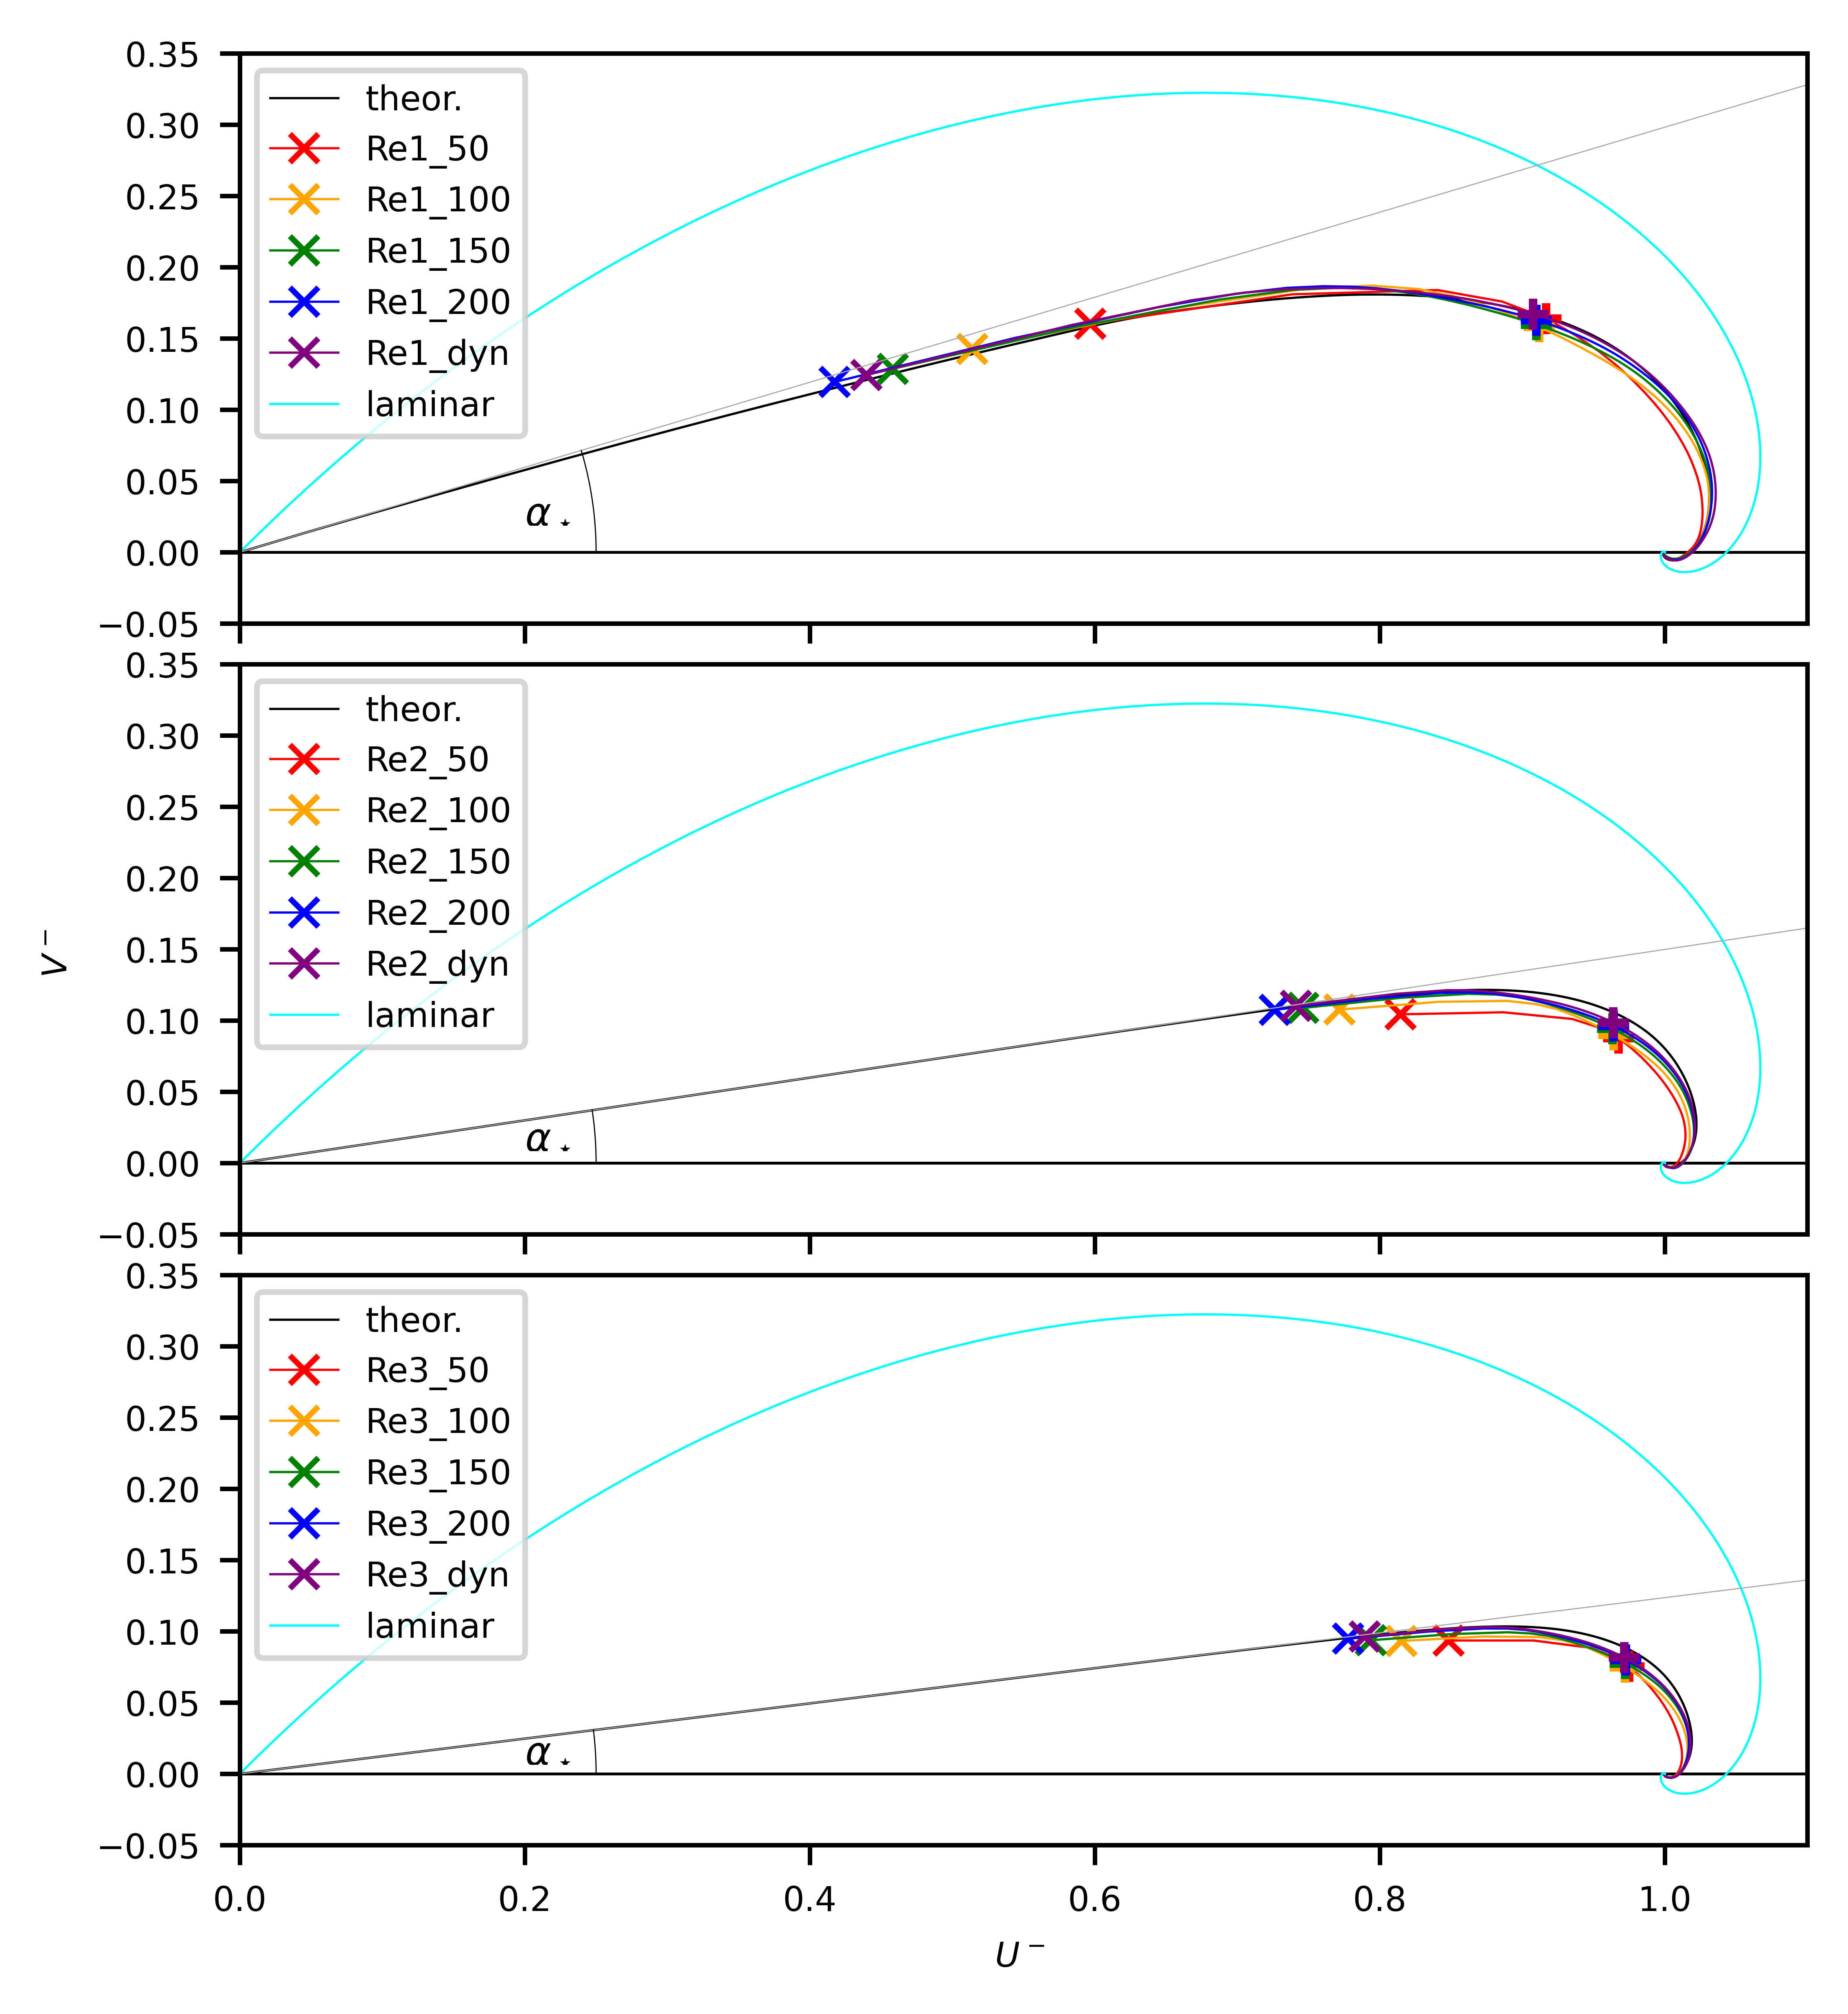 0.35
0.30
0.25
0.20
0.15
0.10
0.05
0.00
−0.05
theor.
Re1_50
Re1_100
Re1_150
Re1_200
Re1_dyn
laminar
α⋆
0.35
0.30
0.25
0.20
0.15
0.10
0.05
0.00
−0.05
theor.
Re2_50
Re2_100
Re2_150
Re2_200
Re2_dyn
laminar
α⋆
V⁻
0.35
0.30
0.25
0.20
0.15
0.10
0.05
0.00
−0.05
theor.
Re3_50
Re3_100
Re3_150
Re3_200
Re3_dyn
laminar
α⋆
0.0 0.2 0.4 0.6 0.8 1.0
U⁻